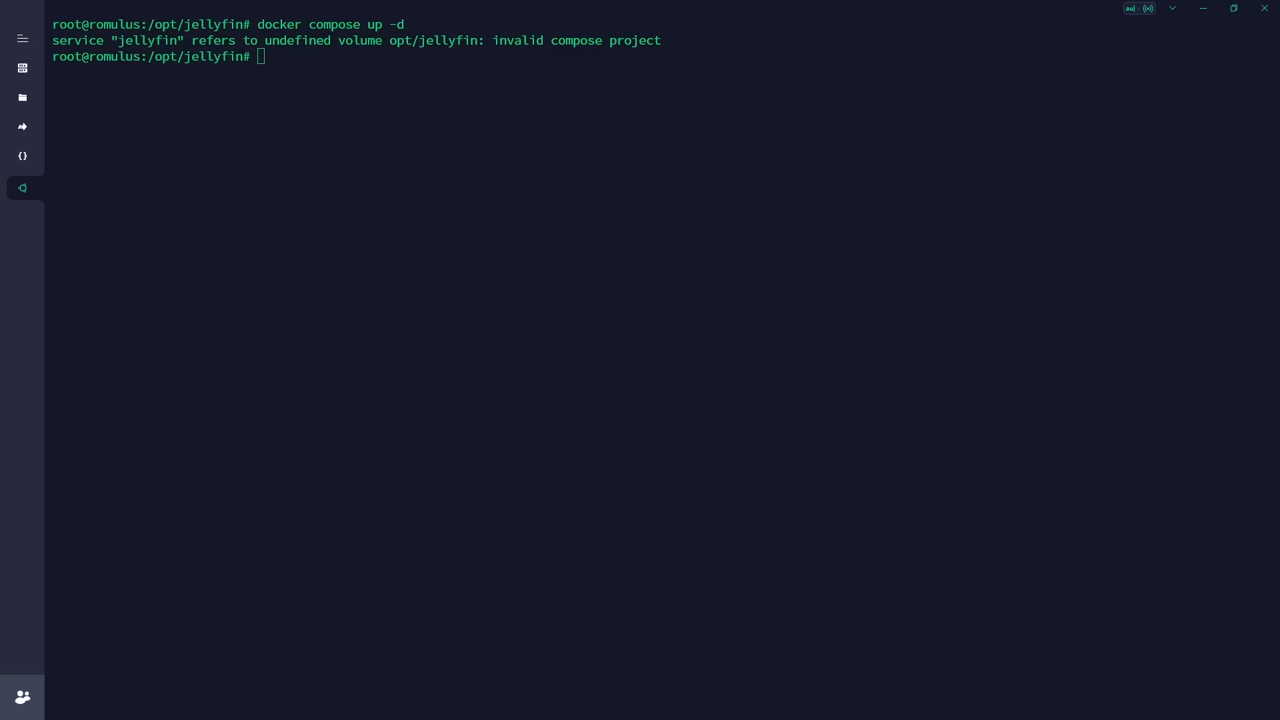 root@romulus:/opt/jellyfin# docker compose up -d
service "jellyfin" refers to undefined volume opt/jellyfin: invalid compose project
root@romulus:/opt/jellyfin#